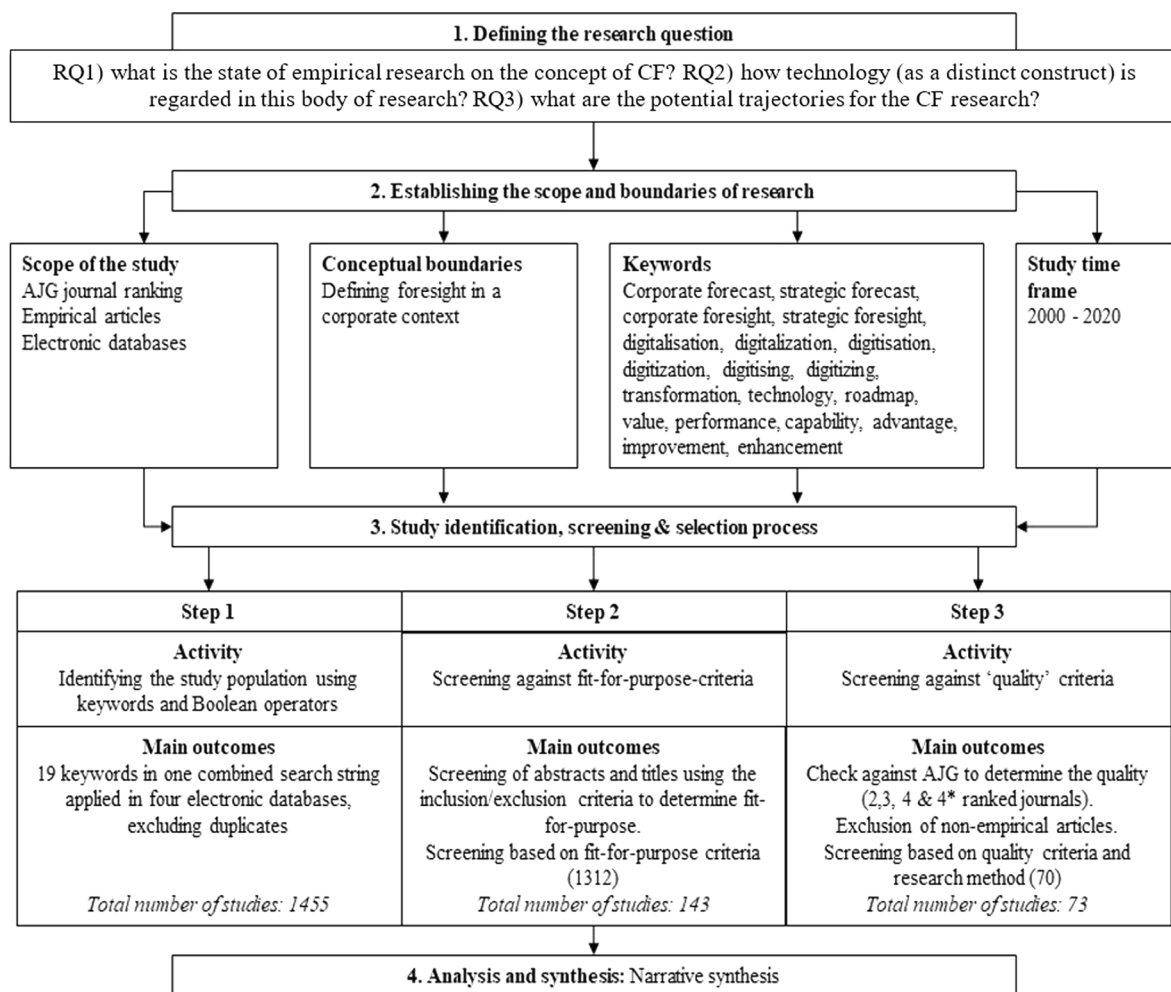 1. Defining the research question
RQ1) what is the state of empirical research on the concept of CF? RQ2) how technology (as a distinct construct) is
regarded in this body of research? RQ3) what are the potential trajectories for the CF research?
2. Establishing the scope and boundaries of research
Scope of the study
AJG journal ranking
Empirical articles
Electronic databases
Conceptual boundaries
Defining foresight in a
corporate context
Keywords
Corporate forecast, strategic forecast,
corporate foresight, strategic foresight,
digitalisation, digitalization, digitisation,
digitization, digitising, digitizing,
transformation, technology, roadmap,
value, performance, capability, advantage,
improvement, enhancement
Study time
frame
2000 - 2020
3. Study identification, screening & selection process
Step 1
Activity
Identifying the study population using
keywords and Boolean operators
Main outcomes
19 keywords in one combined search string
applied in four electronic databases,
excluding duplicates
Total number of studies: 1455
Step 2
Activity
Screening against fit-for-purpose-criteria
Main outcomes
Screening of abstracts and titles using the
inclusion/exclusion criteria to determine fit-
for-purpose.
Screening based on fit-for-purpose criteria
(1312)
Total number of studies: 143
Step 3
Activity
Screening against ‘quality’ criteria
Main outcomes
Check against AJG to determine the quality
(2,3, 4 & 4* ranked journals).
Exclusion of non-empirical articles.
Screening based on quality criteria and
research method (70)
Total number of studies: 73
4. Analysis and synthesis: Narrative synthesis